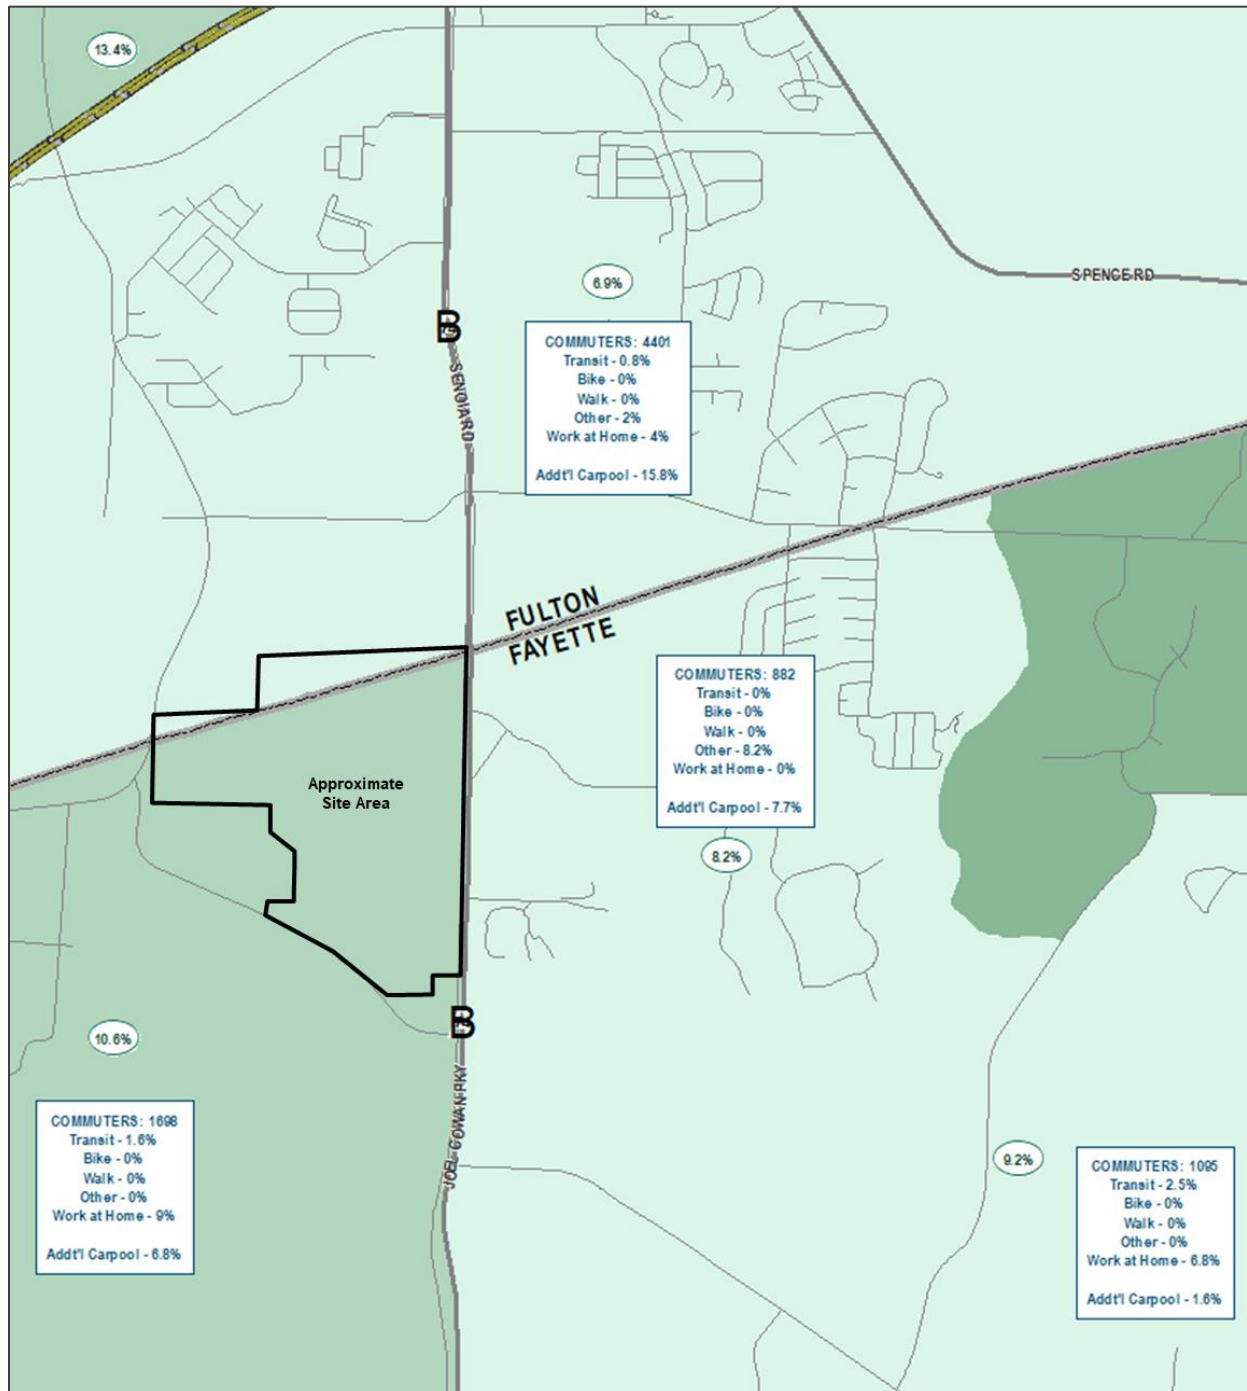 13.4%
SPENCE RD
6.9%
B
SENOIA RD
COMMUTERS: 4401
Transit - 0.8%
Bike - 0%
Walk - 0%
Other - 2%
Work at Home - 4%
Addt'l Carpool - 15.8%
FULTON
FAYETTE
COMMUTERS: 882
Transit - 0%
Bike - 0%
Walk - 0%
Other - 8.2%
Work at Home - 0%
Addt'l Carpool - 7.7%
Approximate
Site Area
8.2%
B
10.6%
JOEL COWAN PKY
COMMUTERS: 1698
Transit - 1.6%
Bike - 0%
Walk - 0%
Other - 0%
Work at Home - 9%
Addt'l Carpool - 6.8%
9.2%
COMMUTERS: 1095
Transit - 2.5%
Bike - 0%
Walk - 0%
Other - 0%
Work at Home - 6.8%
Addt'l Carpool - 1.6%